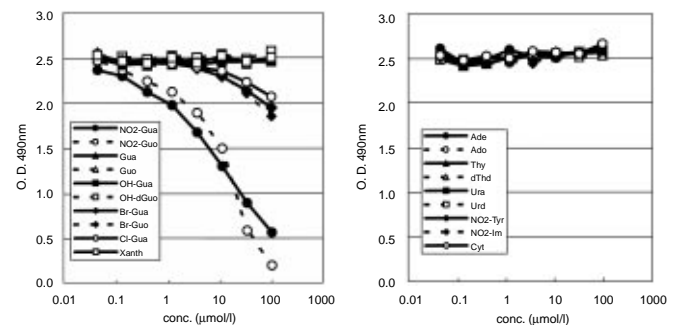 3.0
2.5
2.0
1.5
1.0
0.5
0.0
O. D. 490nm
NO2-Gua
NO2-Guo
Gua
Guo
OH-Gua
OH-dGuo
Br-Gua
Br-Guo
Cl-Gua
Xanth
0.01 0.1 1 10 100 1000
conc. (μmol/l)
3.0
2.5
2.0
1.5
1.0
0.5
0.0
O. D. 490nm
Ade
Ado
Thy
dThd
Ura
Urd
NO2-Tyr
NO2-Im
Cyt
0.01 0.1 1 10 100 1000
conc. (μmol/l)